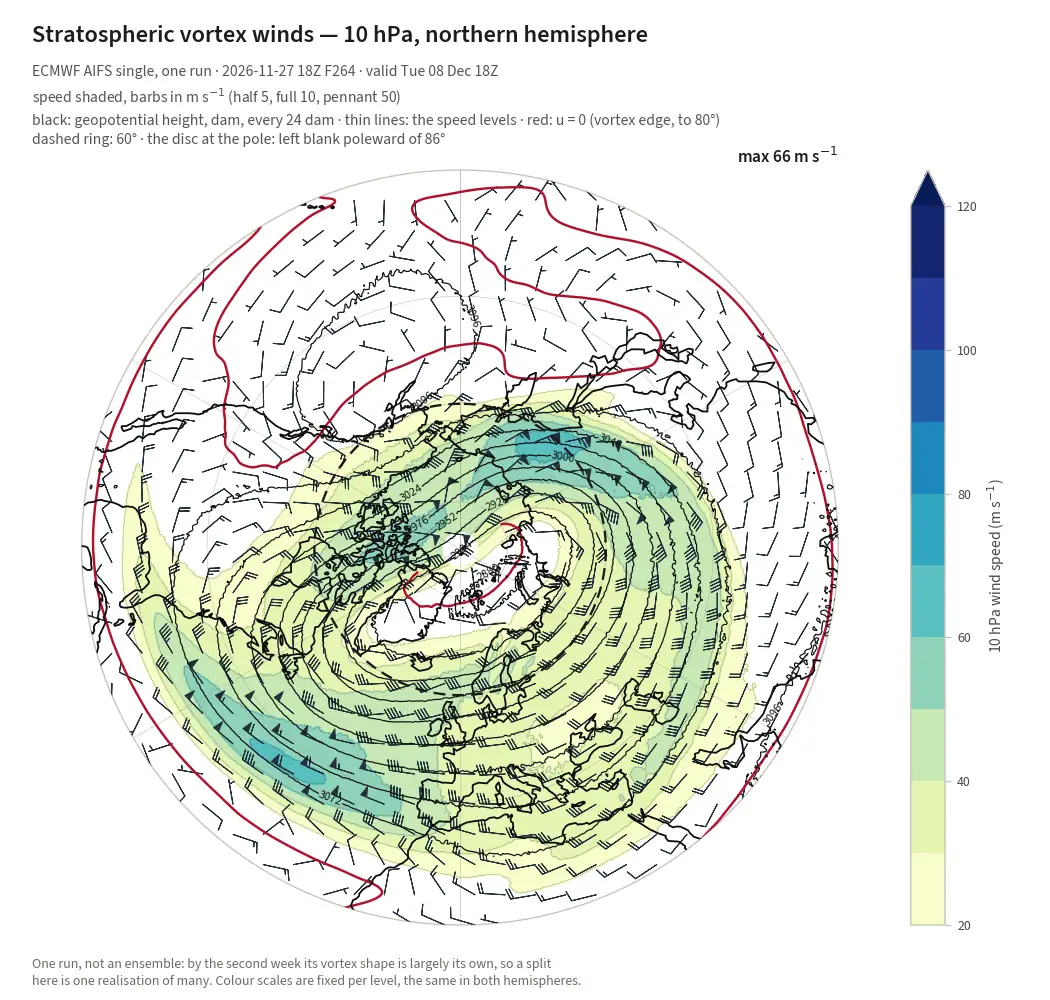 Stratospheric vortex winds — 10 hPa, northern hemisphere
ECMWF AIFS single, one run · 2026-11-27 18Z F264 · valid Tue 08 Dec 18Z
speed shaded, barbs in m s⁻¹ (half 5, full 10, pennant 50)
black: geopotential height, dam, every 24 dam · thin lines: the speed levels · red: u = 0 (vortex edge, to 80°)
dashed ring: 60° · the disc at the pole: left blank poleward of 86°
max 66 m s⁻¹
120
100
80
60
40
20
10 hPa wind speed (m s⁻¹)
3096
3096
3000
3024
2976
2952
3072
3096
One run, not an ensemble: by the second week its vortex shape is largely its own, so a split
here is one realisation of many. Colour scales are fixed per level, the same in both hemispheres.